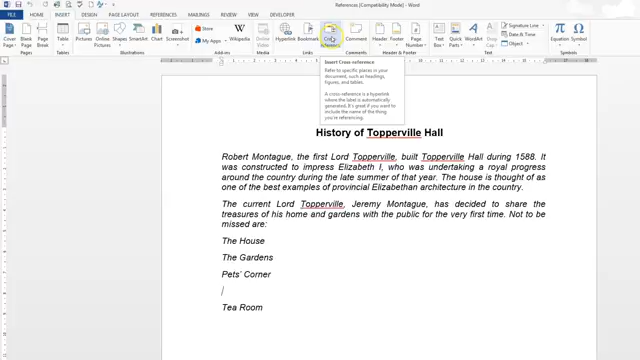 References [Compatibility Mode] - Word
FILE HOME INSERT DESIGN PAGE LAYOUT REFERENCES MAILINGS REVIEW VIEW DEVELOPER
Cover Page Blank Page Page Break Table Pictures Online Pictures Shapes SmartArt Chart Screenshot Store My Apps Wikipedia Online Video Hyperlink Bookmark Cross-reference Comment Header Footer Page Number Text Box Quick Parts WordArt Drop Cap Signature Line Date & Time Object Equation Symbol
Pages Tables Illustrations Add-ins Media Links Comments Header & Footer Text Symbols
Insert Cross-reference
Refer to specific places in your
document, such as headings,
figures, and tables.
A cross-reference is a hyperlink
where the label is automatically
generated. It's great if you want to
include the name of the thing
you're referencing.
History of Topperville Hall
Robert Montague, the first Lord Topperville, built Topperville Hall during 1588. It
was constructed to impress Elizabeth I, who was undertaking a royal progress
around the country during the late summer of that year. The house is thought of as
one of the best examples of provincial Elizabethan architecture in the country.
The current Lord Topperville, Jeremy Montague, has decided to share the
treasures of his home and gardens with the public for the very first time. Not to be
missed are:
The House
The Gardens
Pets' Corner
Tea Room